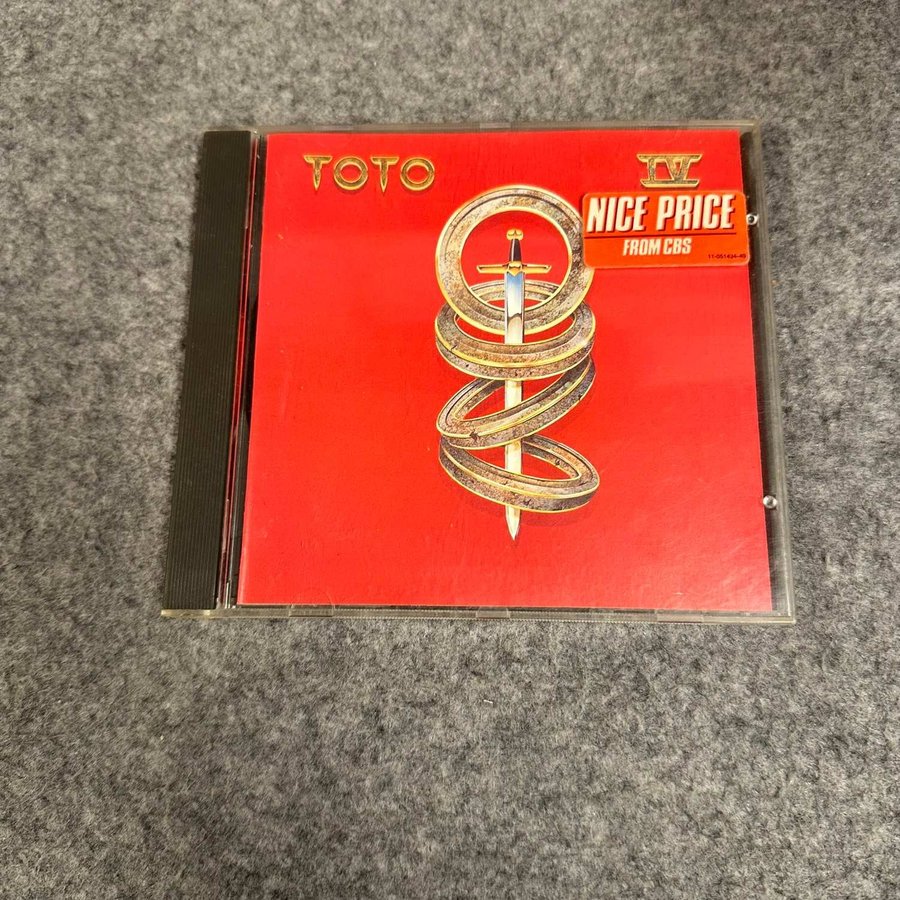 TOTO
IV
NICE PRICE
FROM CBS